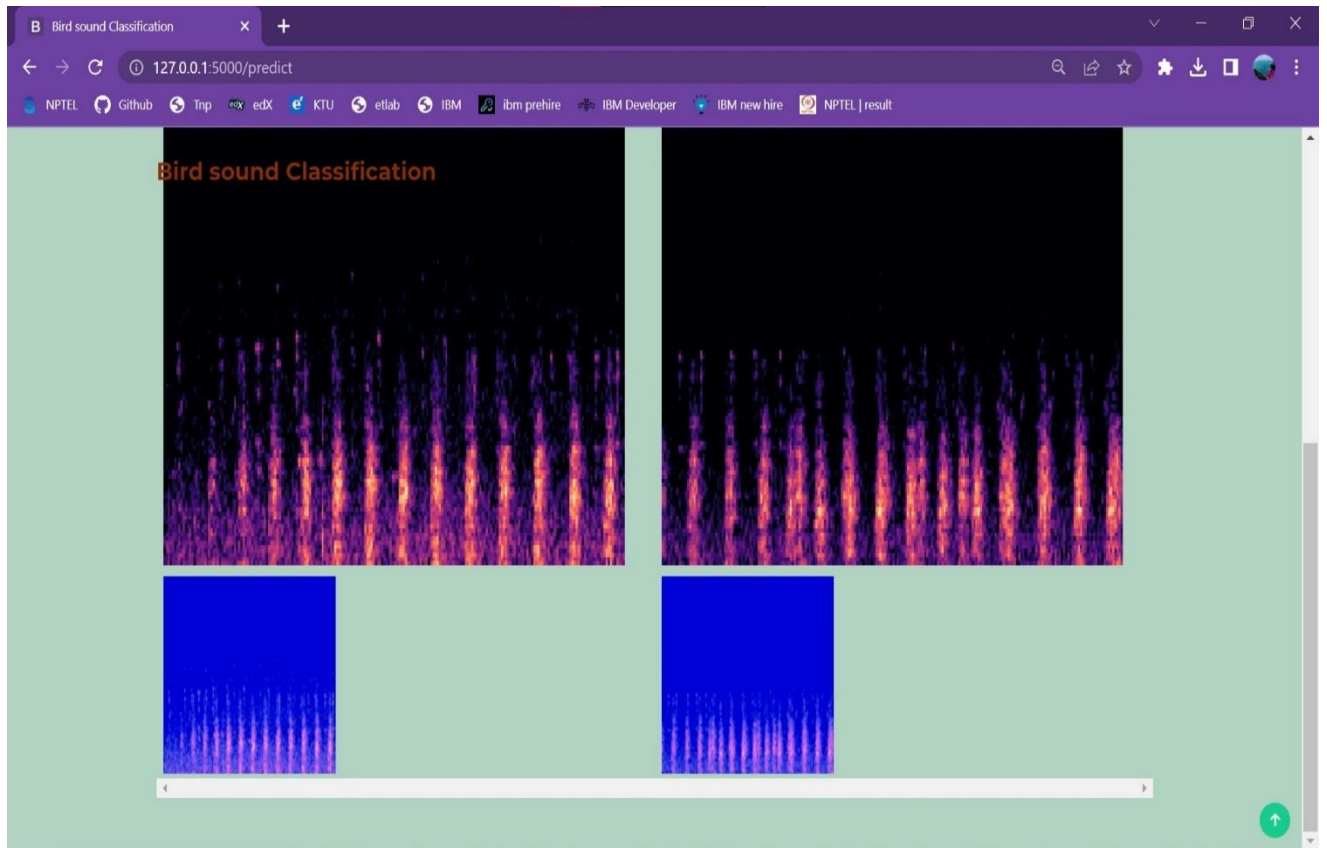 B Bird sound Classification
127.0.0.1:5000/predict
NPTEL Github Tnp edX edX e' KTU etlab IBM ibm prehire IBM Developer IBM new hire NPTEL | result
Bird sound Classification